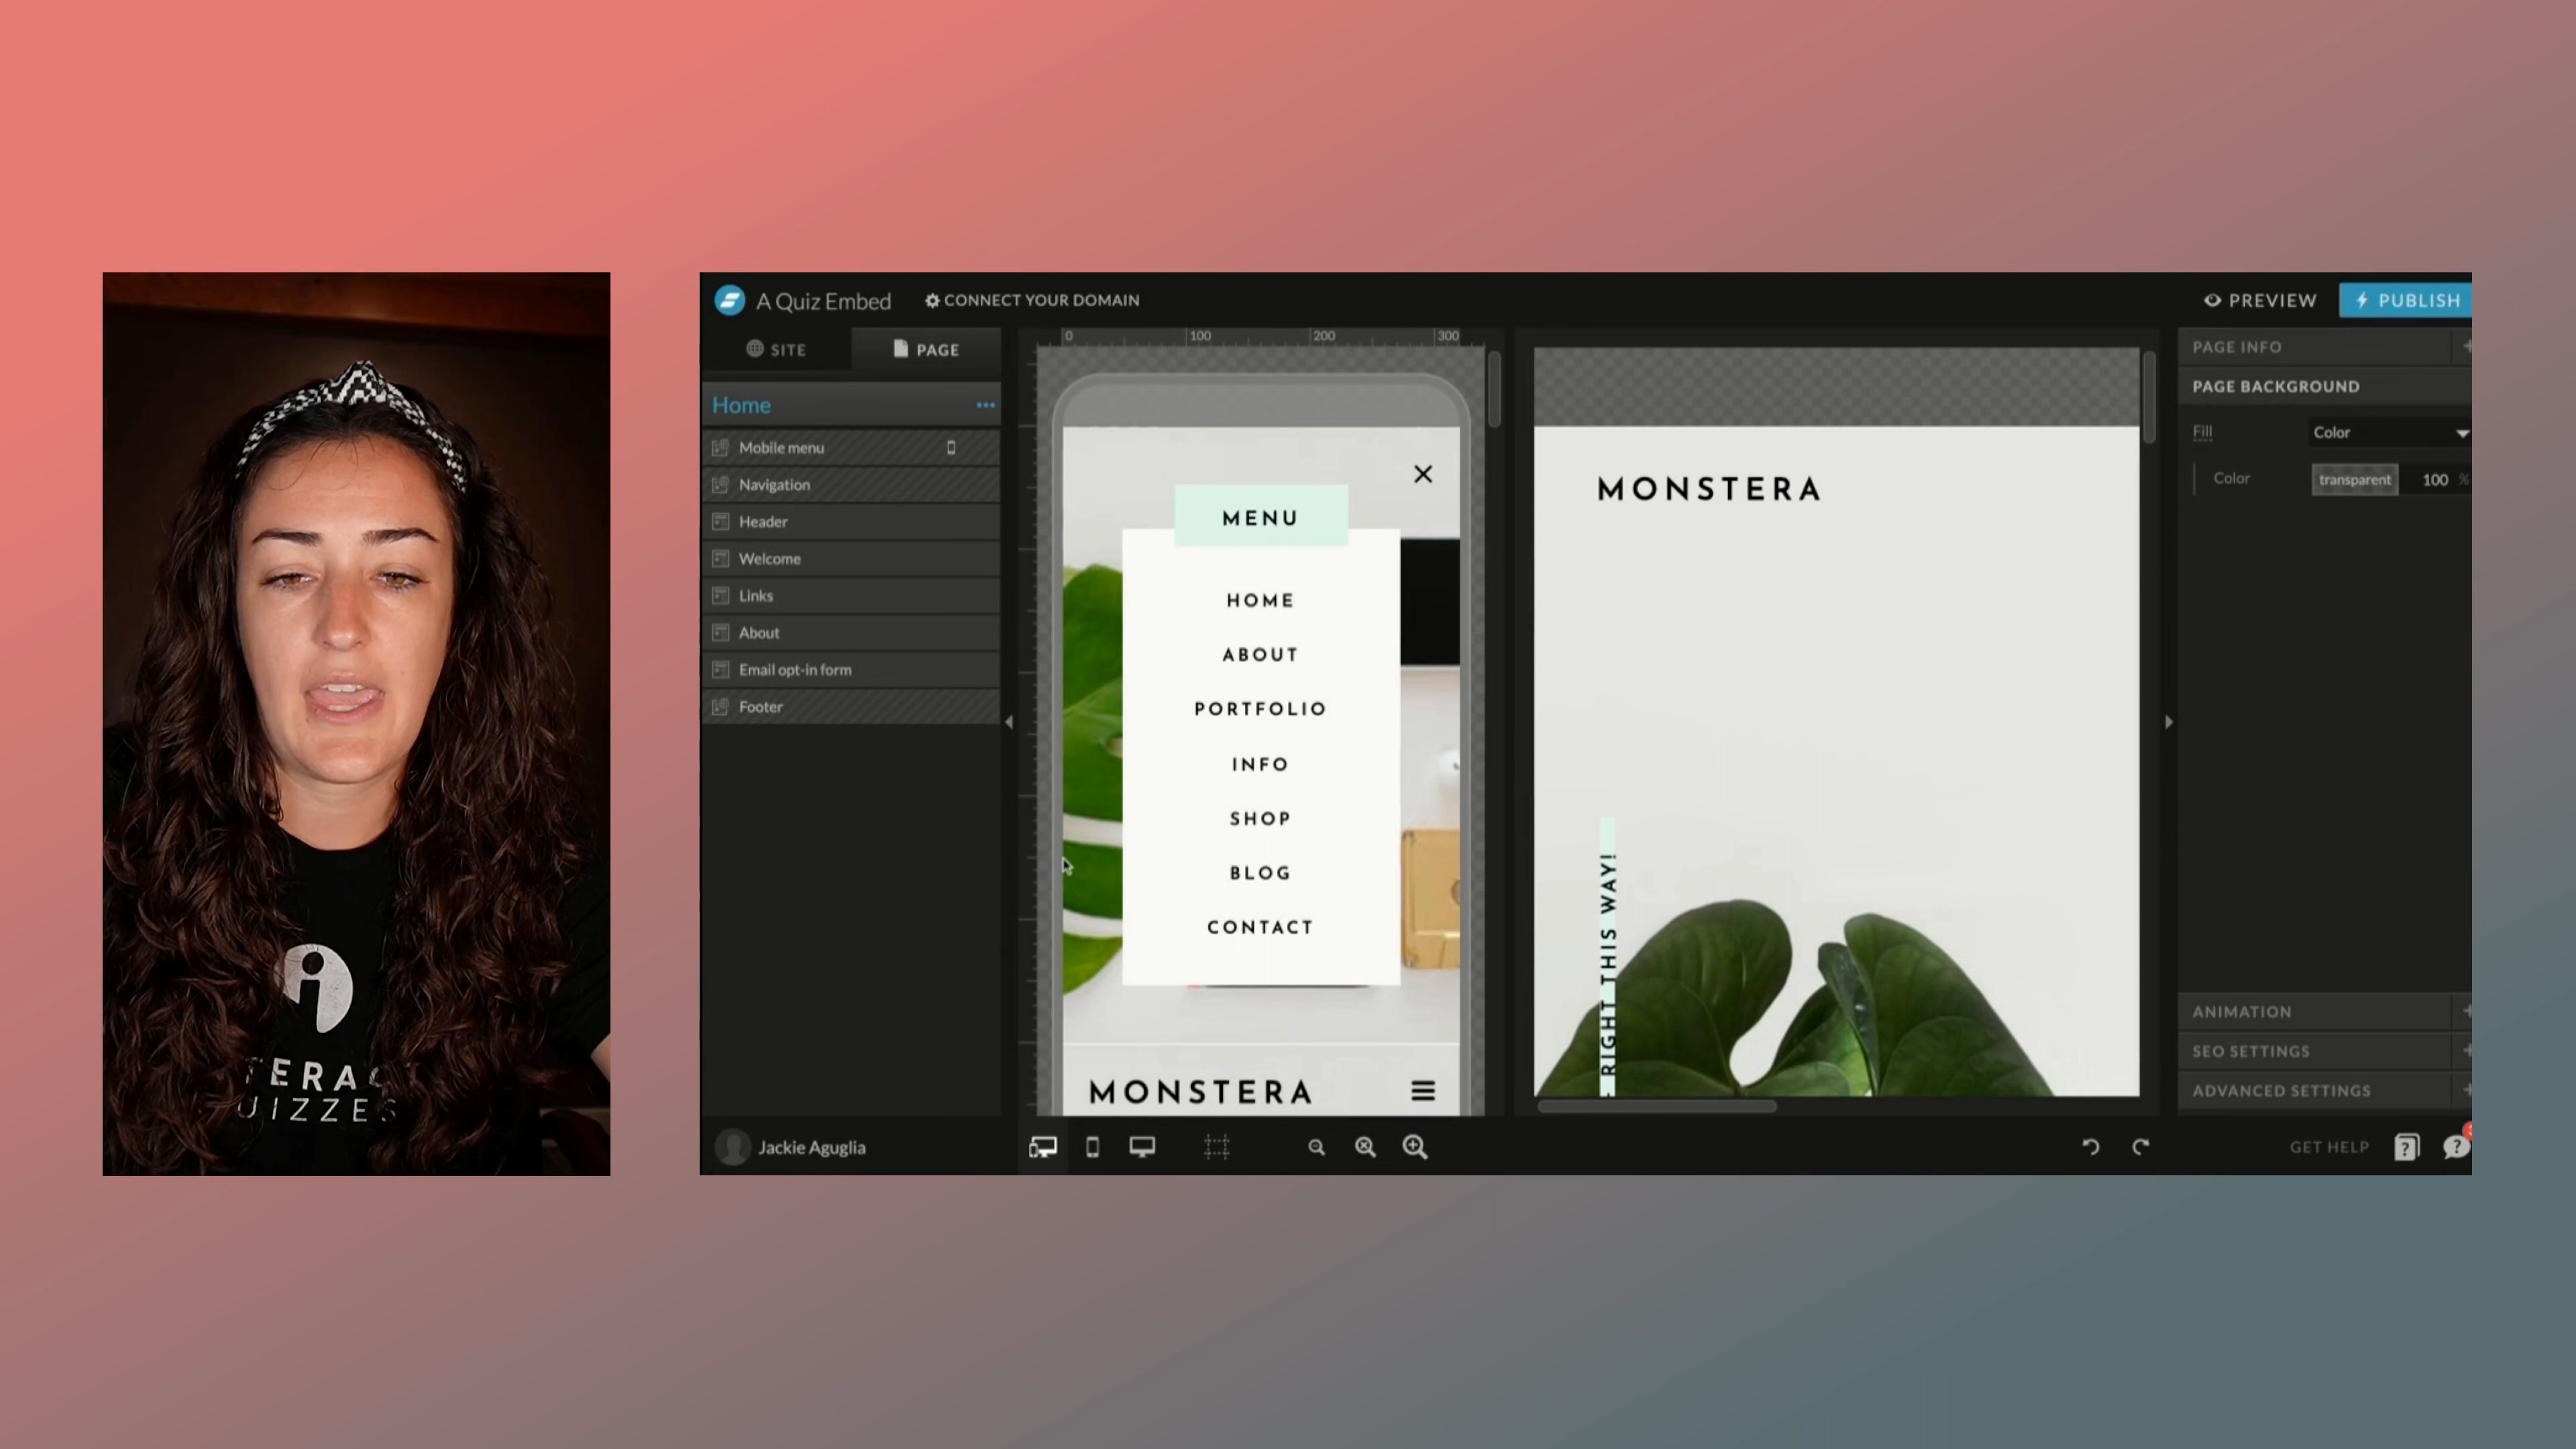 i
TERAC
UIZZES
A Quiz Embed
CONNECT YOUR DOMAIN
PREVIEW
PUBLISH
SITE
PAGE
Home
Mobile menu
Navigation
Header
Welcome
Links
About
Email opt-in form
Footer
Jackie Aguglia
0
100
200
300
MENU
HOME
ABOUT
PORTFOLIO
INFO
SHOP
BLOG
CONTACT
MONSTERA
MONSTERA
RIGHT THIS WAY!
PAGE INFO
PAGE BACKGROUND
Fill
Color
Color
transparent
100 %
ANIMATION
SEO SETTINGS
ADVANCED SETTINGS
GET HELP
?
?